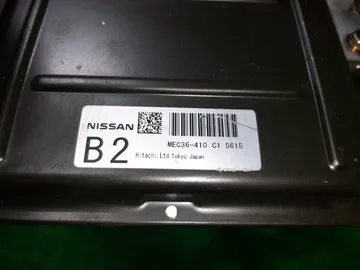 NISSAN
MEC36-410 C1 5615
B2
Hitachi,Ltd.Tokyo Japan